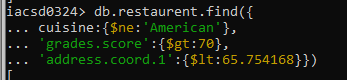 iacsd0324> db.restaurent.find({
... cuisine:{$ne:'American'},
... 'grades.score':{$gt:70},
... 'address.coord.1':{$lt:65.754168}})
[